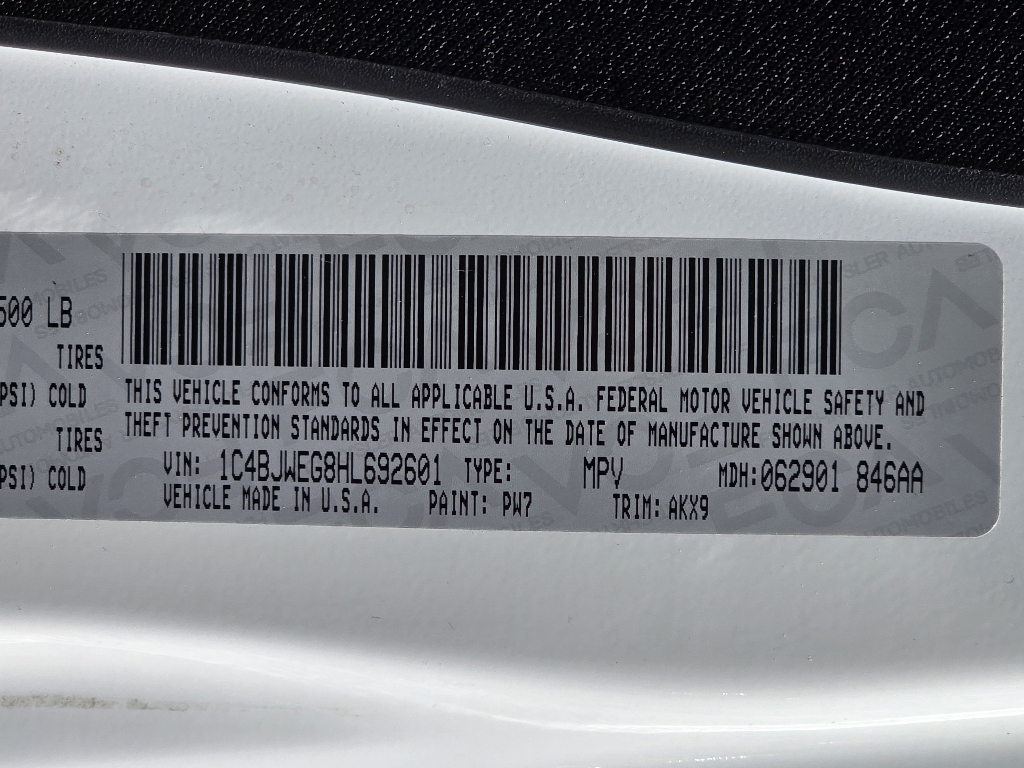 500 LB
TIRES
PSI) COLD
THIS VEHICLE CONFORMS TO ALL APPLICABLE U.S.A. FEDERAL MOTOR VEHICLE SAFETY AND
TIRES
THEFT PREVENTION STANDARDS IN EFFECT ON THE DATE OF MANUFACTURE SHOWN ABOVE.
PSI) COLD
VIN: 1C4BJWEG8HL692601 TYPE: MPV MDH:062901 846AA
VEHICLE MADE IN U.S.A. PAINT: PW7 TRIM: AKX9